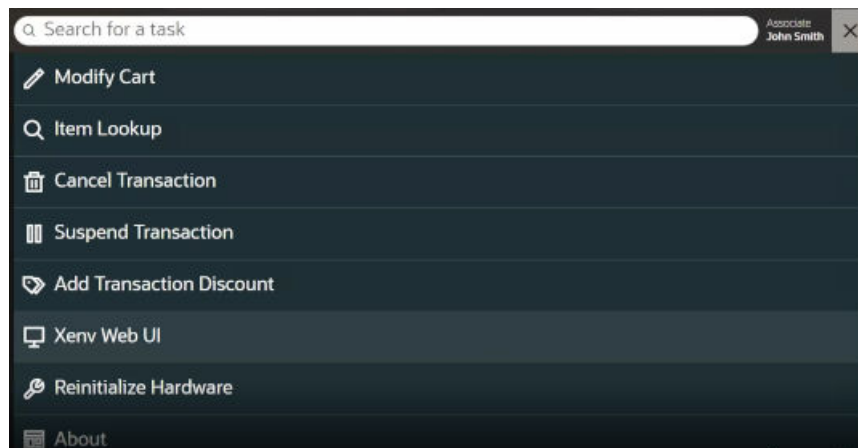 Search for a task
Associate
John Smith
Modify Cart
Item Lookup
Cancel Transaction
Suspend Transaction
Add Transaction Discount
Xenv Web UI
Reinitialize Hardware
About